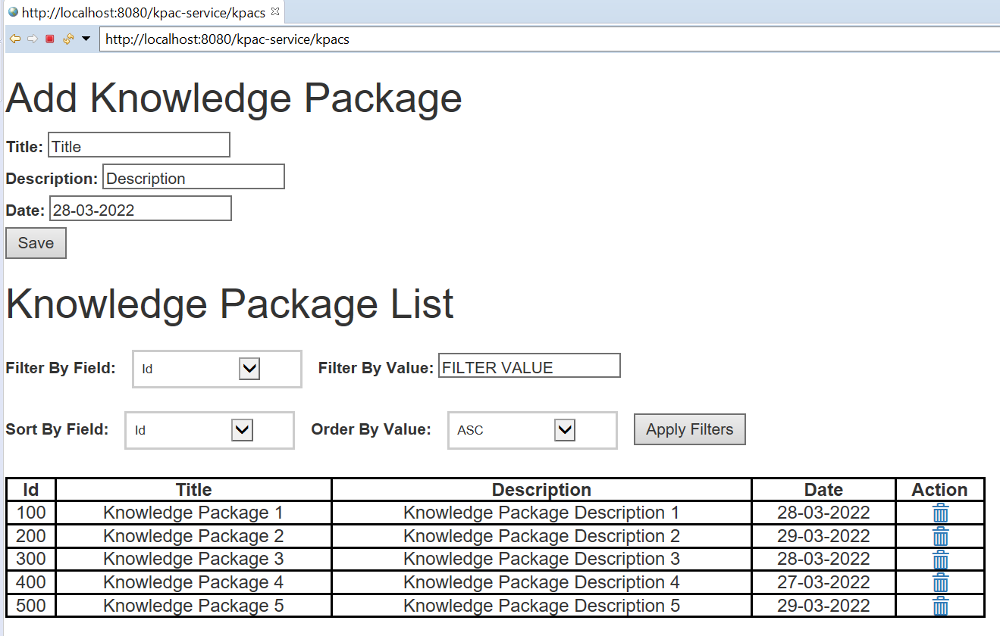 http://localhost:8080/kpac-service/kpacs
http://localhost:8080/kpac-service/kpacs
Add Knowledge Package
Title: Title
Description: Description
Date: 28-03-2022
Save
Knowledge Package List
Filter By Field: Id Filter By Value: FILTER VALUE
Sort By Field: Id Order By Value: ASC Apply Filters
Id Title Description Date Action
100 Knowledge Package 1 Knowledge Package Description 1 28-03-2022
200 Knowledge Package 2 Knowledge Package Description 2 29-03-2022
300 Knowledge Package 3 Knowledge Package Description 3 28-03-2022
400 Knowledge Package 4 Knowledge Package Description 4 27-03-2022
500 Knowledge Package 5 Knowledge Package Description 5 29-03-2022